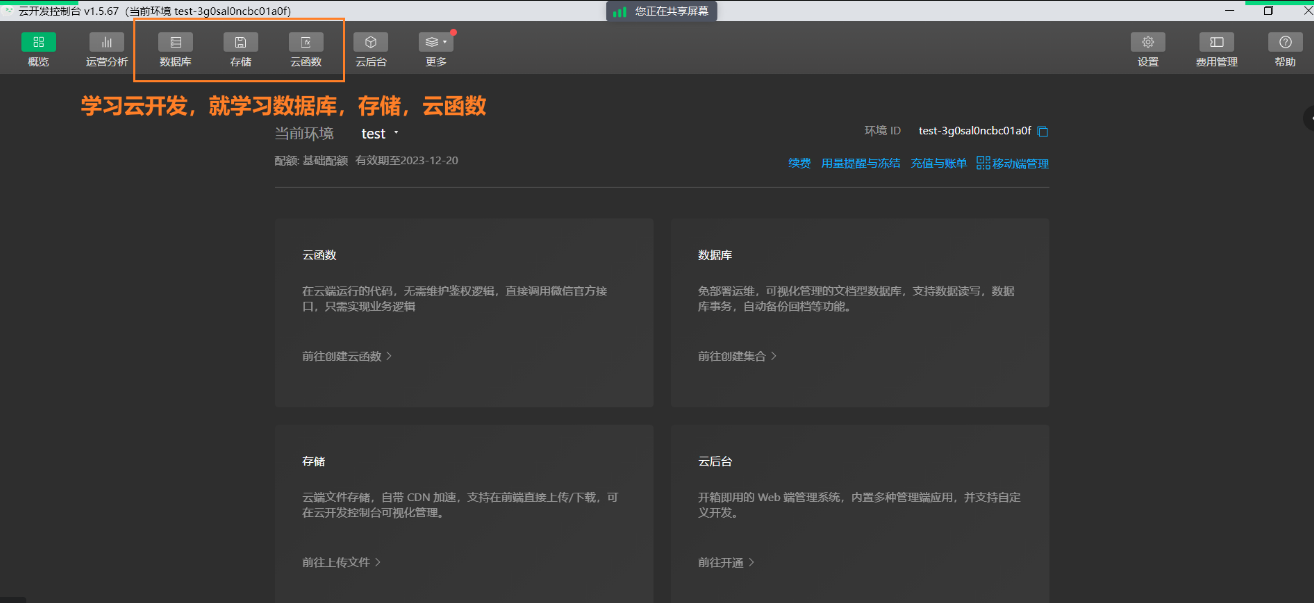 云开发控制台 v1.5.67 (当前环境 test-3g0sal0ncbc01a0f)
您正在共享屏幕
概览
运营分析
数据库
存储
云函数
云后台
更多
设置
费用管理
帮助
学习云开发，就学习数据库，存储，云函数
当前环境 test
环境 ID test-3g0sal0ncbc01a0f
配额: 基础配额 有效期至2023-12-20
续费 用量提醒与冻结 充值与账单 移动端管理
云函数
在云端运行的代码，无需维护鉴权逻辑，直接调用微信官方接
口，只需实现业务逻辑
前往创建云函数 >
数据库
免部署运维，可视化管理的文档型数据库，支持数据读写，数据
库事务，自动备份回档等功能。
前往创建集合 >
存储
云端文件存储，自带 CDN 加速，支持在前端直接上传/下载，可
在云开发控制台可视化管理。
前往上传文件 >
云后台
开箱即用的 Web 端管理系统，内置多种管理端应用，并支持自定
义开发。
前往开通 >